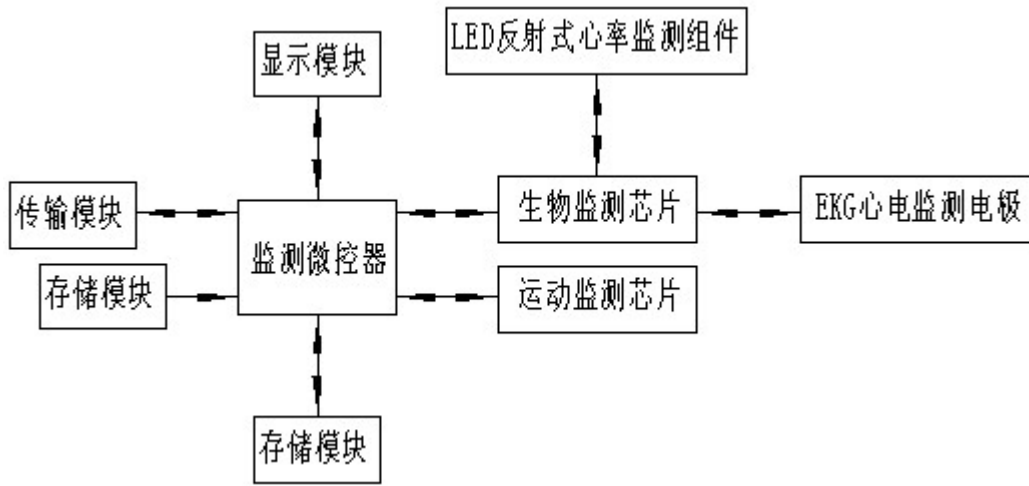 LED反射式心率监测组件
显示模块
传输模块
生物监测芯片
EKG心电监测电极
监测微控器
存储模块
运动监测芯片
存储模块